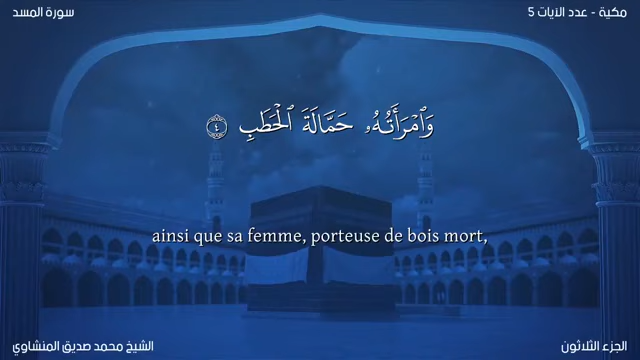 مكية - عدد الآيات 5
سورة المسد
وَٱمْرَأَتُهُۥ حَمَّالَةَ ٱلْحَطَبِ ٤
ainsi que sa femme, porteuse de bois mort,
الجزء الثلاثون
الشيخ محمد صديق المنشاوي